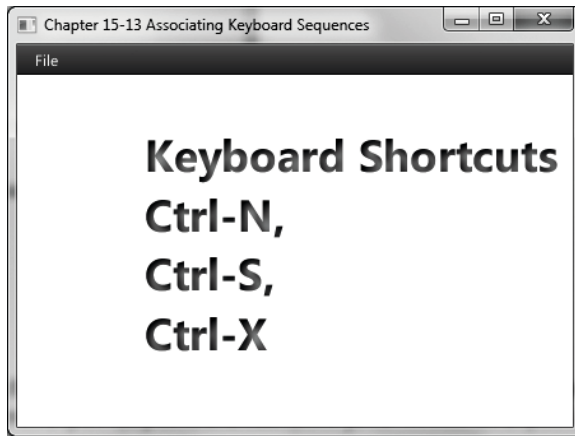 Chapter 15-13 Associating Keyboard Sequences
File
Keyboard Shortcuts
Ctrl-N,
Ctrl-S,
Ctrl-X